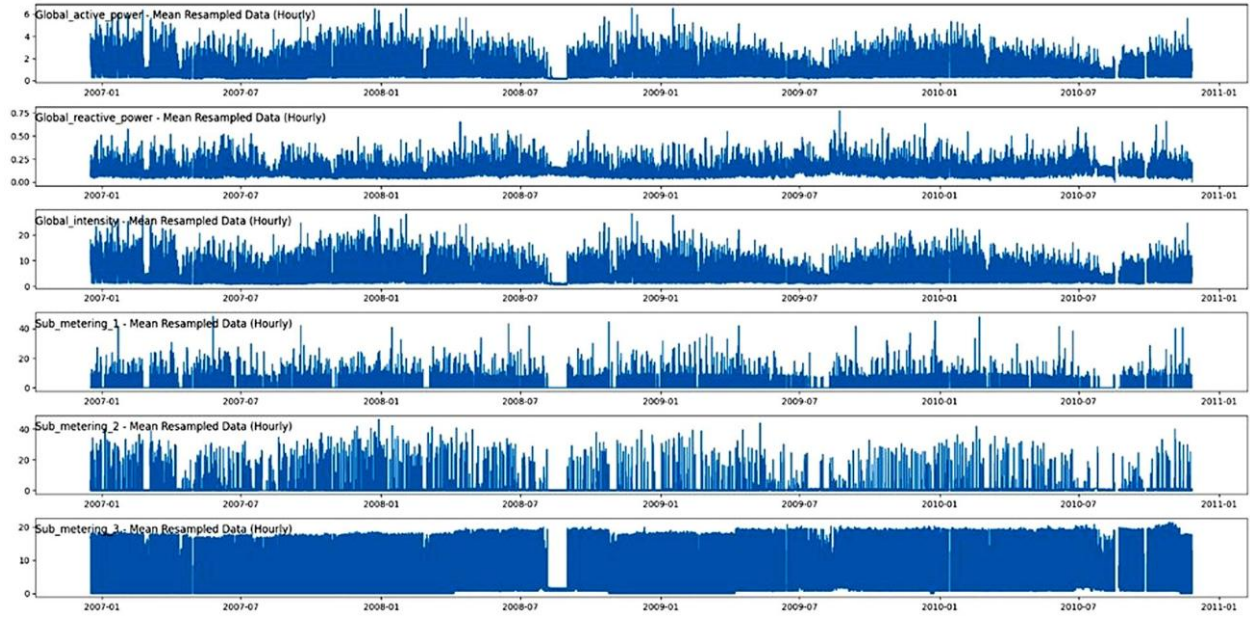 Global_active_power - Mean Resampled Data (Hourly)
6
4
2
0
2007-01 2007-07 2008-01 2008-07 2009-01 2009-07 2010-01 2010-07 2011-01
Global_reactive_power - Mean Resampled Data (Hourly)
0.75
0.50
0.25
0.00
2007-01 2007-07 2008-01 2008-07 2009-01 2009-07 2010-01 2010-07 2011-01
Global_intensity - Mean Resampled Data (Hourly)
20
10
0
2007-01 2007-07 2008-01 2008-07 2009-01 2009-07 2010-01 2010-07 2011-01
Sub_metering_1 - Mean Resampled Data (Hourly)
40
20
0
2007-01 2007-07 2008-01 2008-07 2009-01 2009-07 2010-01 2010-07 2011-01
Sub_metering_2 - Mean Resampled Data (Hourly)
40
20
0
2007-01 2007-07 2008-01 2008-07 2009-01 2009-07 2010-01 2010-07 2011-01
Sub_metering_3 - Mean Resampled Data (Hourly)
20
10
0
2007-01 2007-07 2008-01 2008-07 2009-01 2009-07 2010-01 2010-07 2011-01